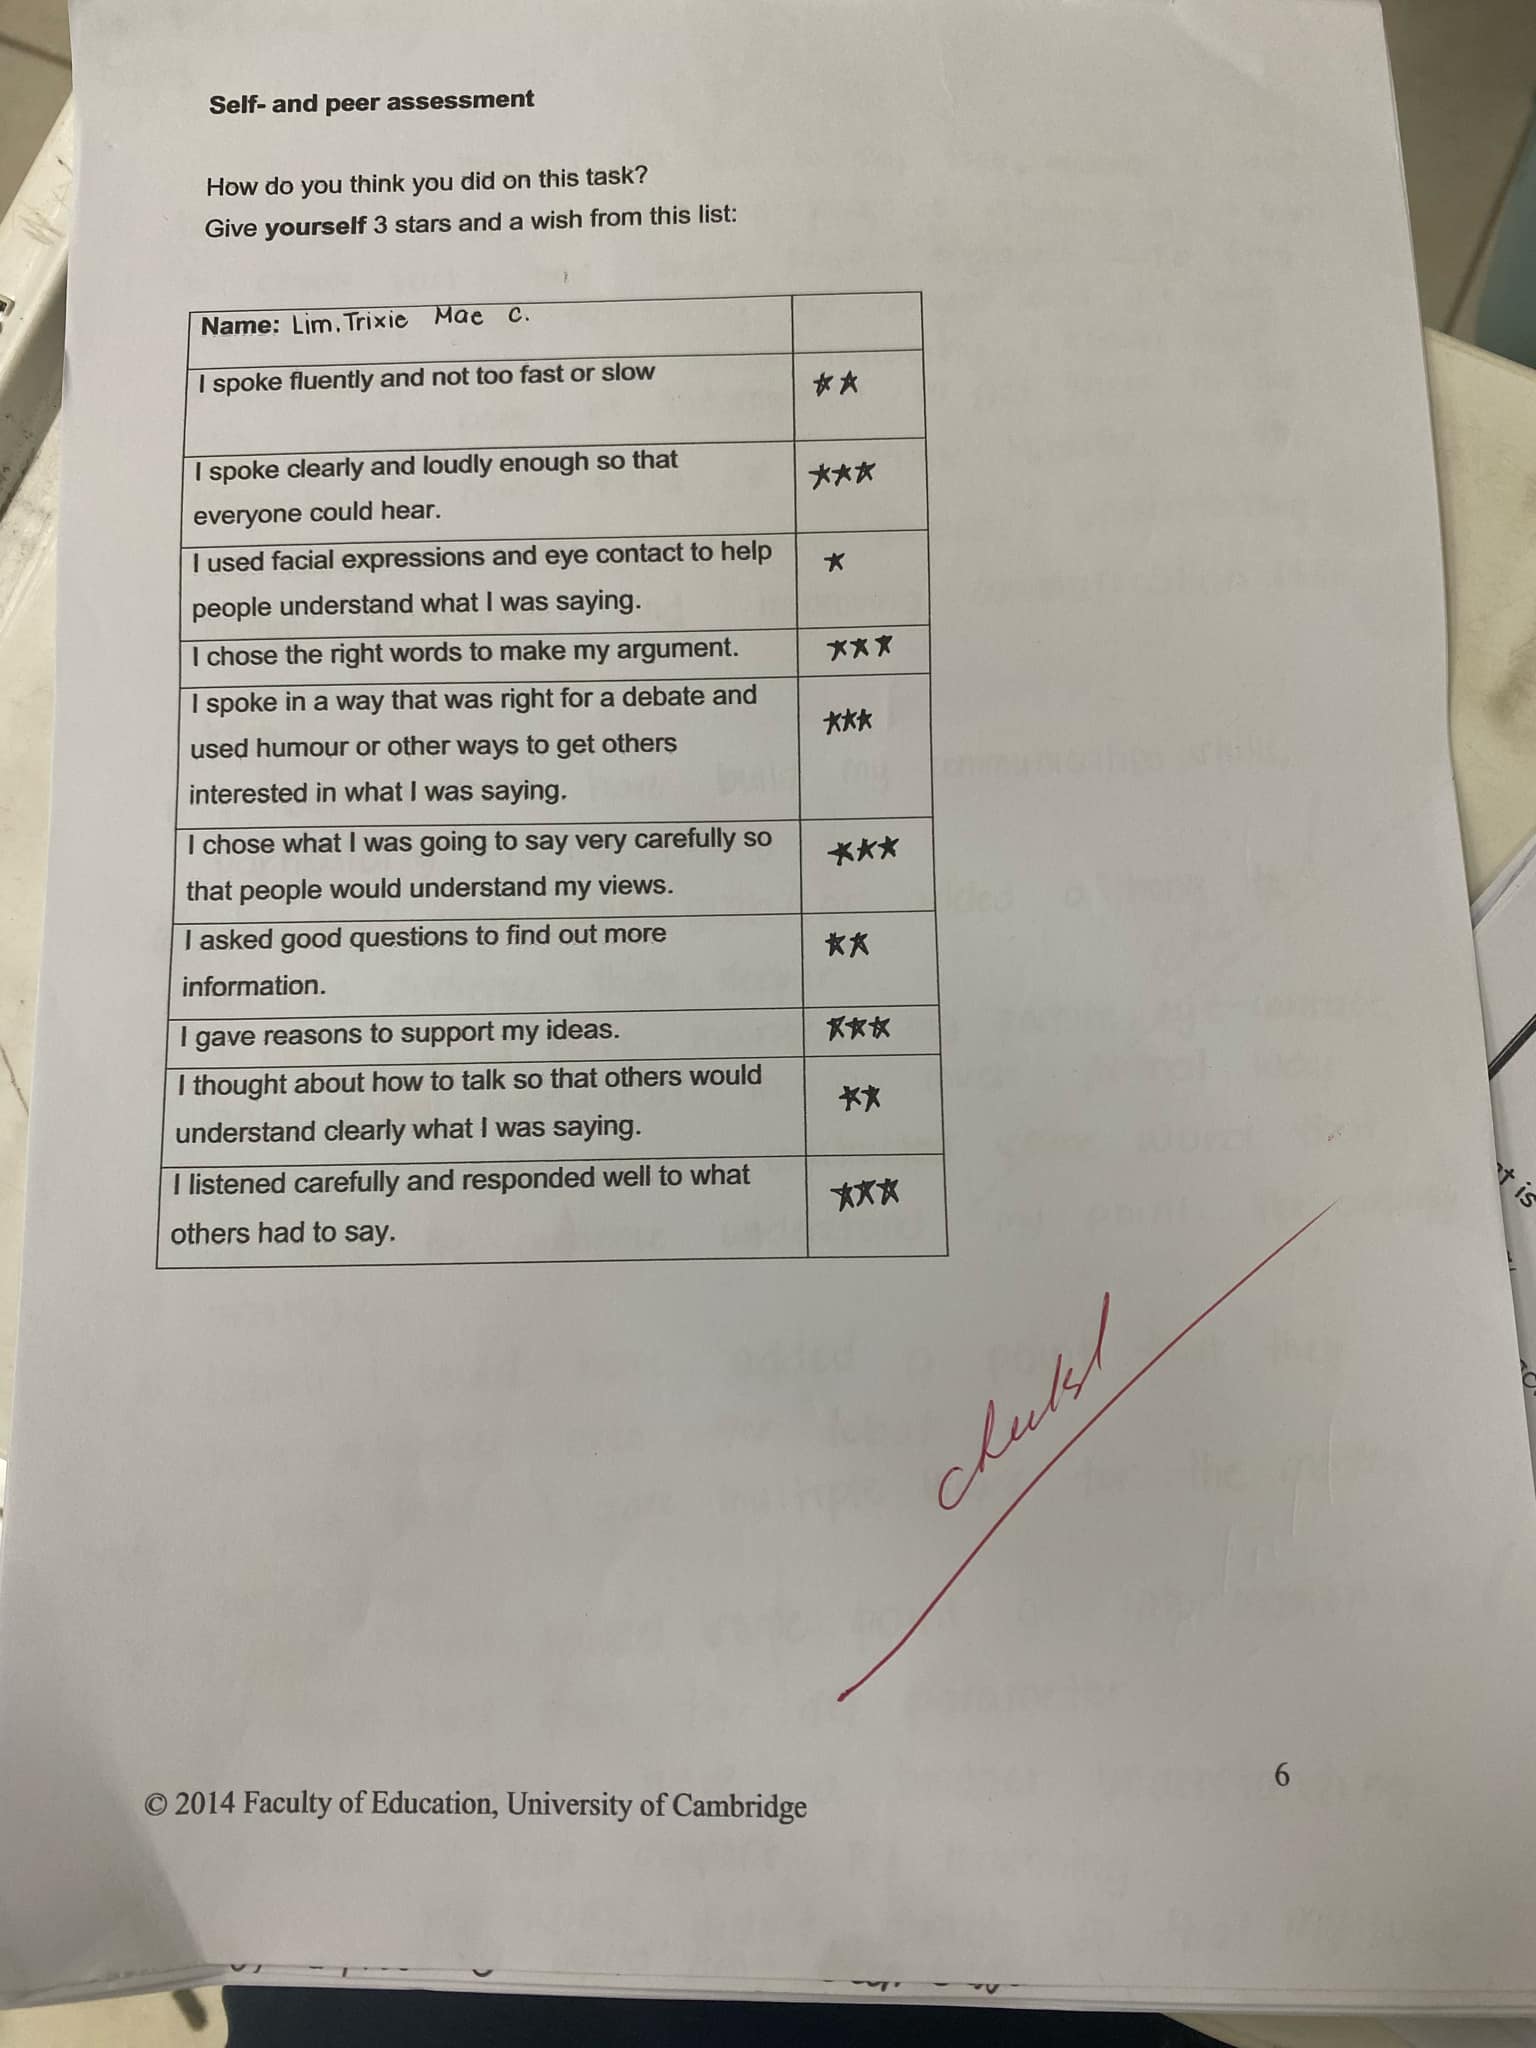 Self- and peer assessment
How do you think you did on this task?
Give yourself 3 stars and a wish from this list:
Name: Lim, Trixie Mae C.
I spoke fluently and not too fast or slow
I spoke clearly and loudly enough so that
everyone could hear.
I used facial expressions and eye contact to help
people understand what I was saying.
I chose the right words to make my argument.
I spoke in a way that was right for a debate and
used humour or other ways to get others
interested in what I was saying.
I chose what I was going to say very carefully so
that people would understand my views.
I asked good questions to find out more
information.
I gave reasons to support my ideas.
I thought about how to talk so that others would
understand clearly what I was saying.
I listened carefully and responded well to what
others had to say.
6
© 2014 Faculty of Education, University of Cambridge